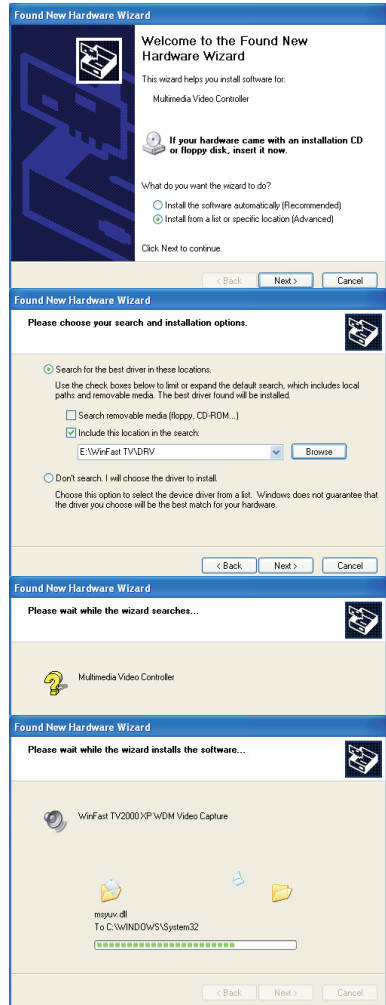 Found New Hardware Wizard
Welcome to the Found New
Hardware Wizard
This wizard helps you install software for:
Multimedia Video Controller
If your hardware came with an installation CD
or floppy disk, insert it now.
What do you want the wizard to do?
Install the software automatically (Recommended)
Install from a list or specific location (Advanced)
Click Next to continue.
< Back Next > Cancel
Found New Hardware Wizard
Please choose your search and installation options.
Search for the best driver in these locations.
Use the check boxes below to limit or expand the default search, which includes local
paths and removable media. The best driver found will be installed.
Search removable media (floppy, CD-ROM...)
Include this location in the search:
E:\WinFast TV\DRV Browse
Don't search. I will choose the driver to install.
Choose this option to select the device driver from a list. Windows does not guarantee that
the driver you choose will be the best match for your hardware.
< Back Next > Cancel
Found New Hardware Wizard
Please wait while the wizard searches...
Multimedia Video Controller
Found New Hardware Wizard
Please wait while the wizard installs the software...
WinFast TV2000 XP WDM Video Capture
msyuv.dll
To C:\WINDOWS\System32
< Back Next > Cancel